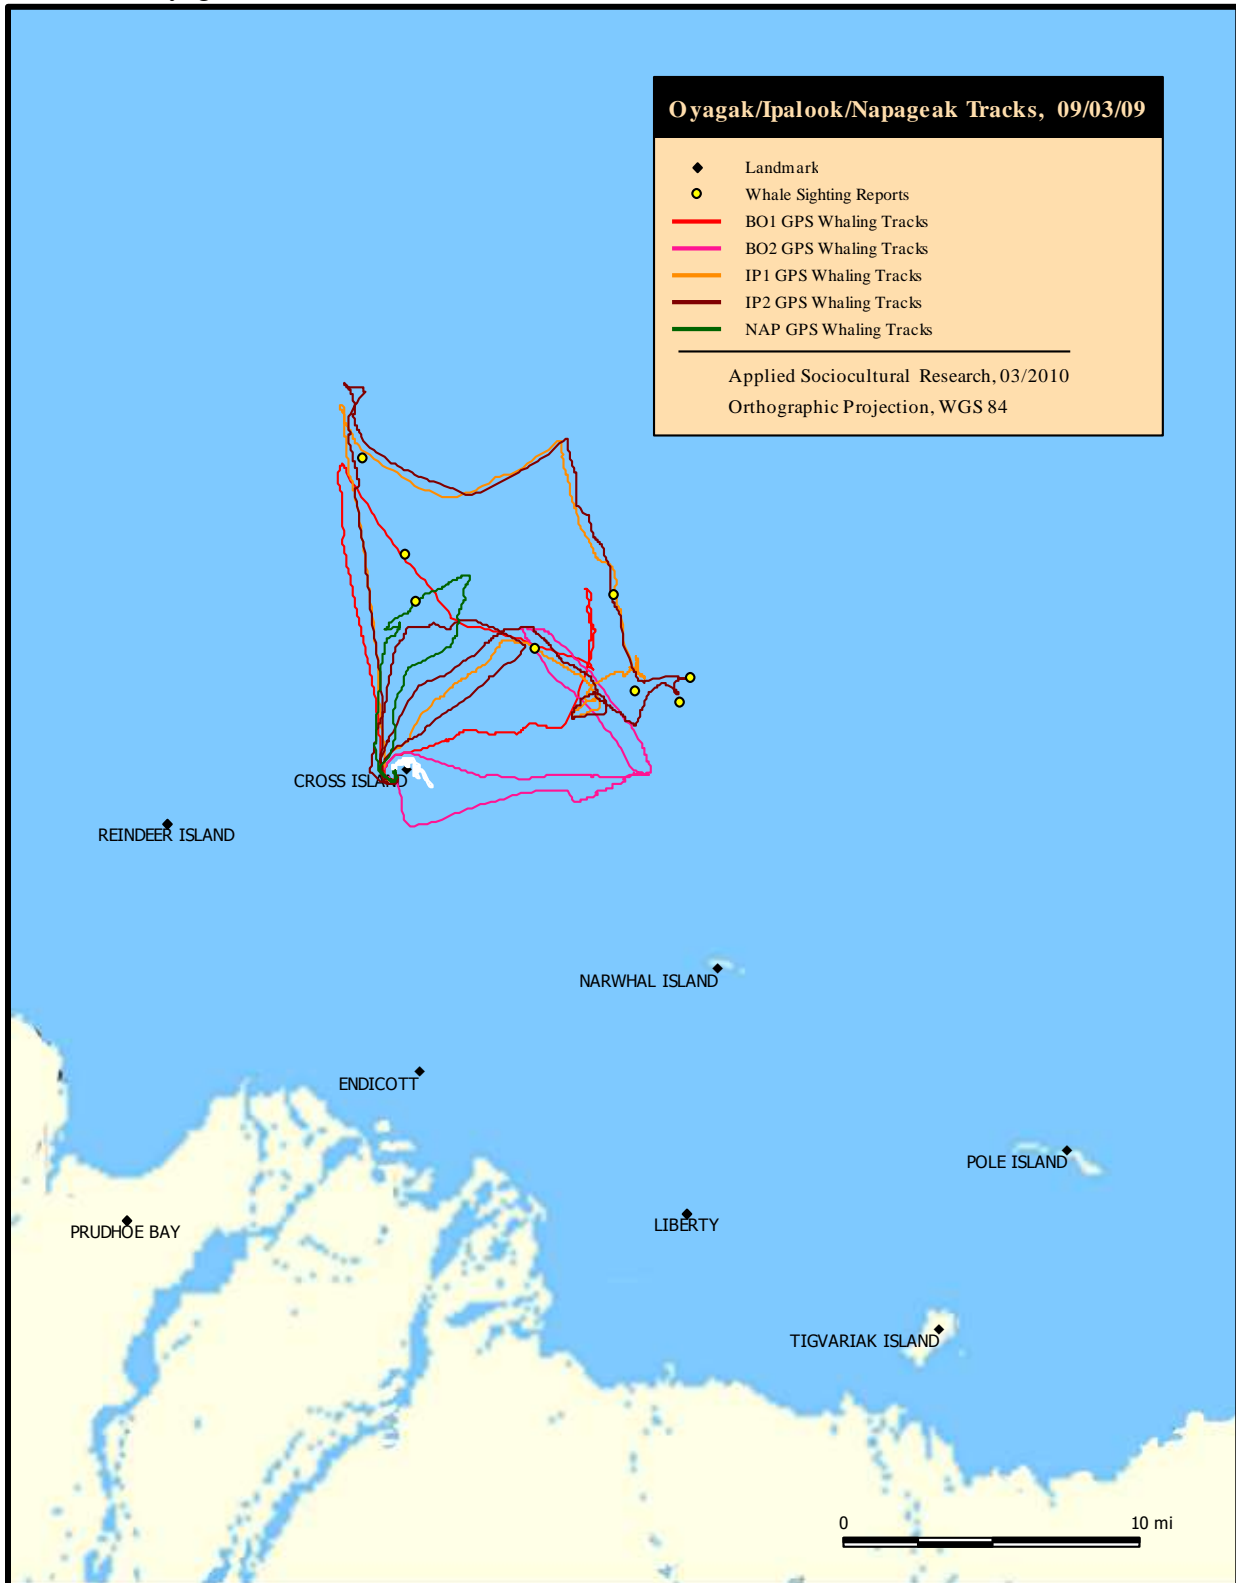 Oyagak/Ipalook/Napageak Tracks, 09/03/09
Landmark
Whale Sighting Reports
BO1 GPS Whaling Tracks
BO2 GPS Whaling Tracks
IP1 GPS Whaling Tracks
IP2 GPS Whaling Tracks
NAP GPS Whaling Tracks
Applied Sociocultural Research, 03/2010
Orthographic Projection, WGS 84
CROSS ISLAND
REINDEER ISLAND
NARWHAL ISLAND
ENDICOTT
POLE ISLAND
PRUDHOE BAY
LIBERTY
TIGVARIAK ISLAND
0 10 mi